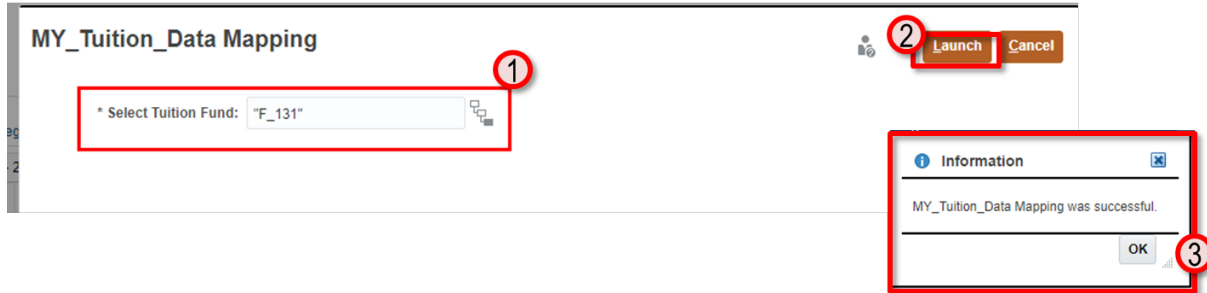 MY_Tuition_Data Mapping
2
Launch
Cancel
1
* Select Tuition Fund: "F_131"
Information
MY_Tuition_Data Mapping was successful.
OK
3